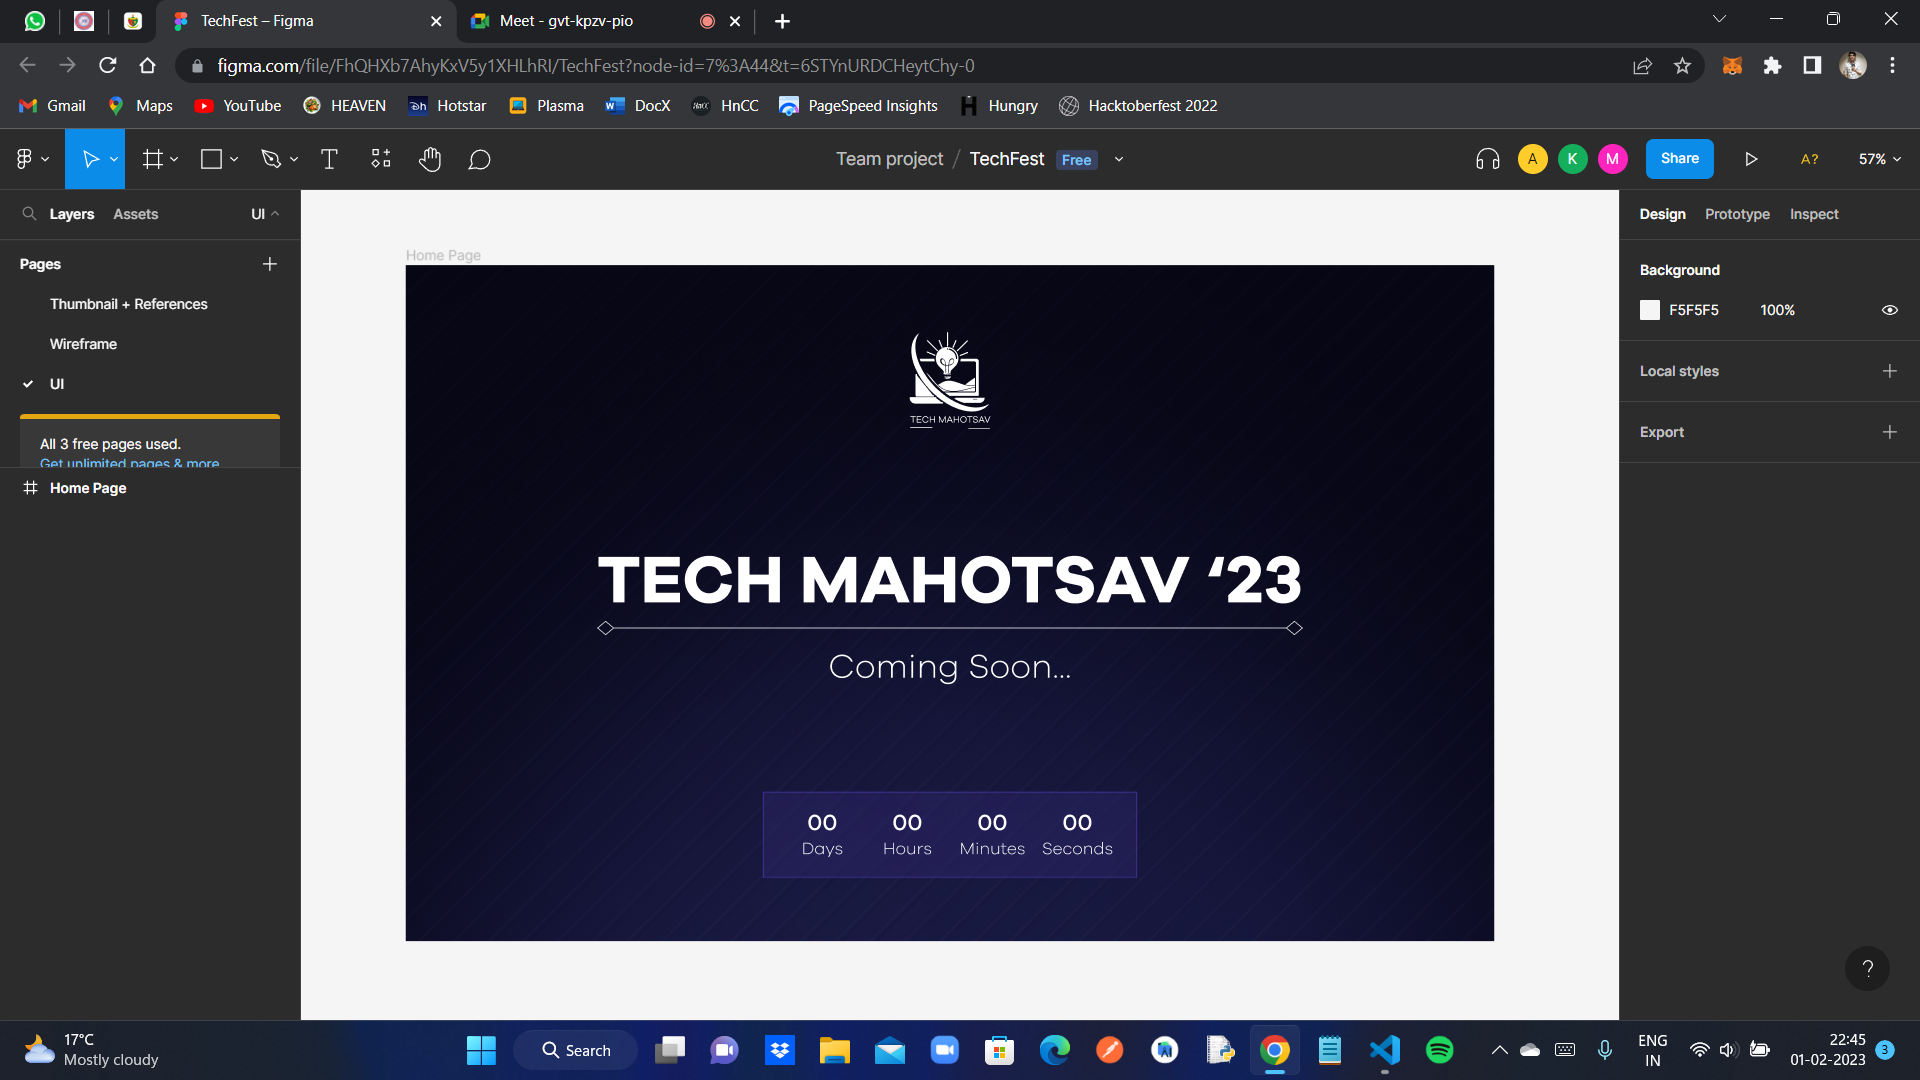 TechFest – Figma
Meet - gvt-kpzv-pio
figma.com/file/FhQHXb7AhyKxV5y1XHLhRI/TechFest?node-id=7%3A44&t=6STYnURDCHeytChy-0
Gmail Maps YouTube HEAVEN Hotstar Plasma DocX HnCC PageSpeed Insights Hungry Hacktoberfest 2022
Team project / TechFest Free
A K M Share A? 57%
Layers Assets UI
Design Prototype Inspect
Pages
Thumbnail + References
Wireframe
UI
All 3 free pages used.
Get unlimited pages & more
Home Page
Home Page
TECH MAHOTSAV
TECH MAHOTSAV ‘23
Coming Soon...
00 00 00 00
Days Hours Minutes Seconds
Background
F5F5F5 100%
Local styles
Export
?
17°C
Mostly cloudy
Search
ENG
IN
22:45
01-02-2023
3